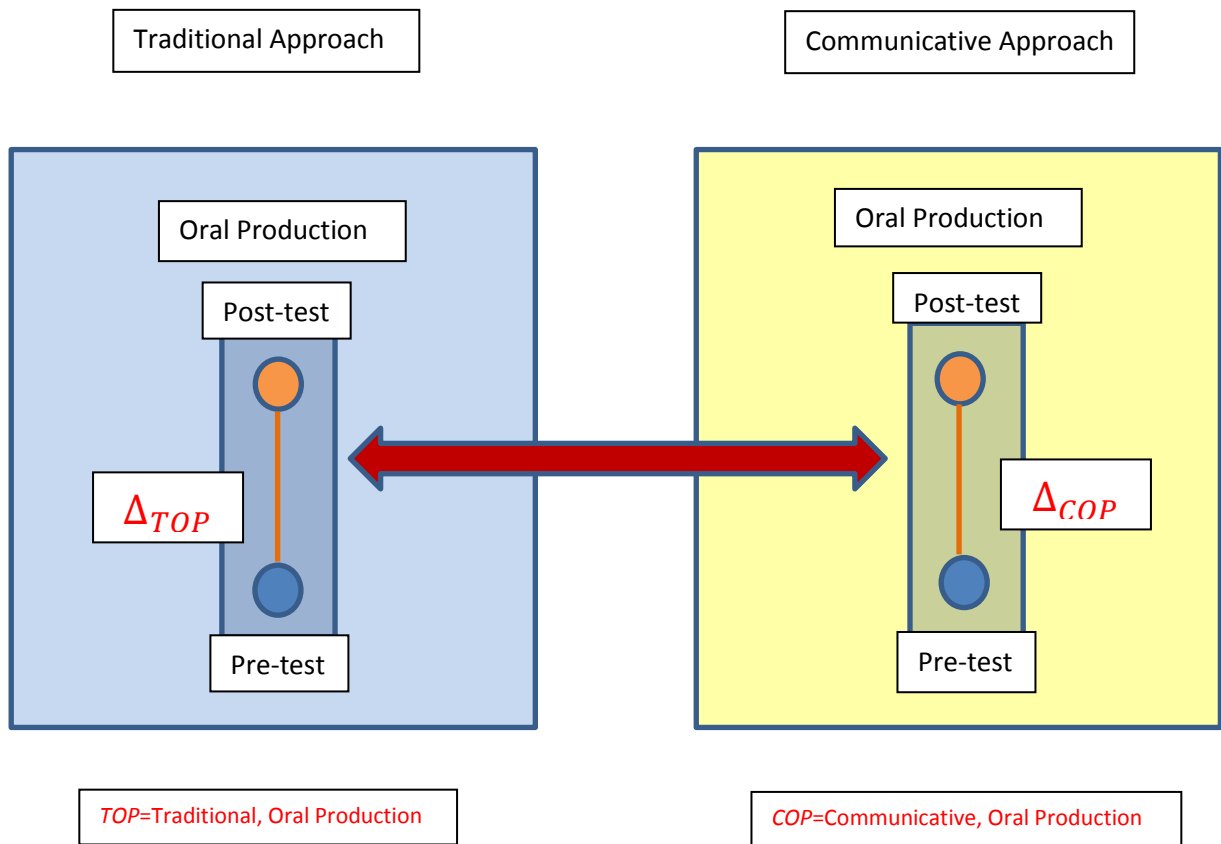 Traditional Approach
Communicative Approach
Oral Production
Oral Production
Post-test
Post-test
Δ_TOP
Δ_COP
Pre-test
Pre-test
TOP=Traditional, Oral Production
COP=Communicative, Oral Production